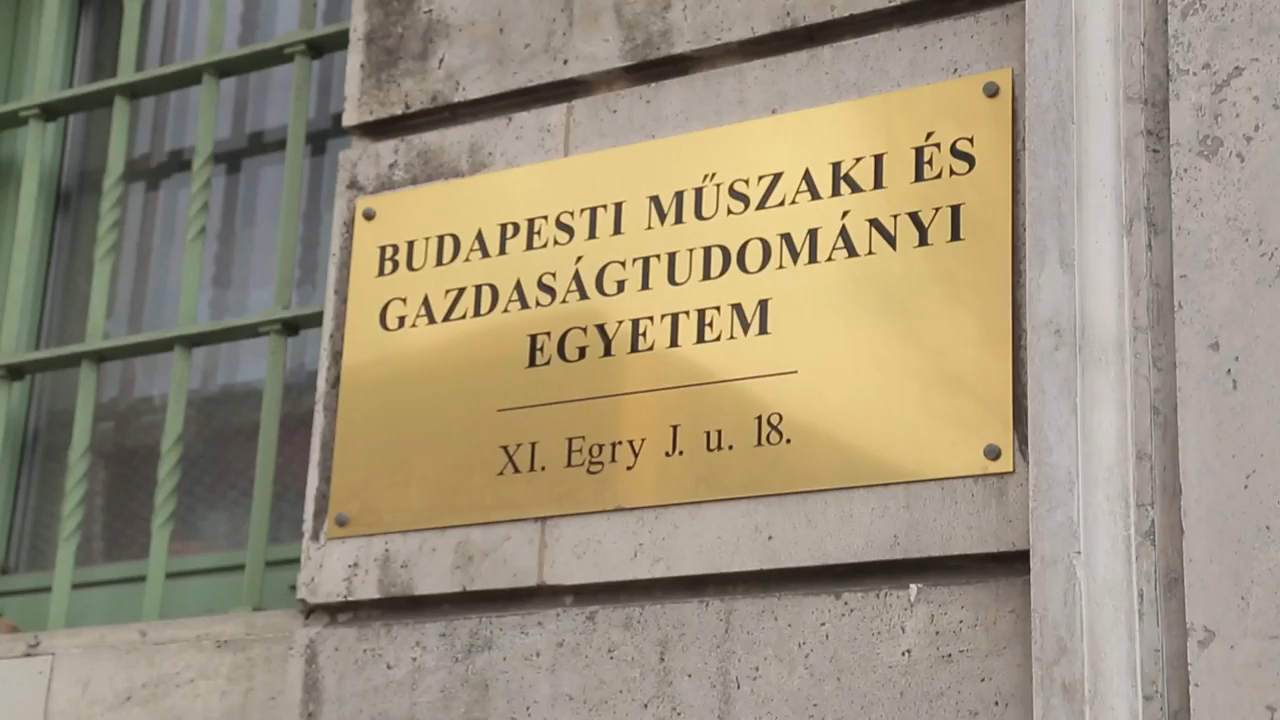 BUDAPESTI MŰSZAKI ÉS
GAZDASÁGTUDOMÁNYI
EGYETEM
XI. Egry J. u. 18.